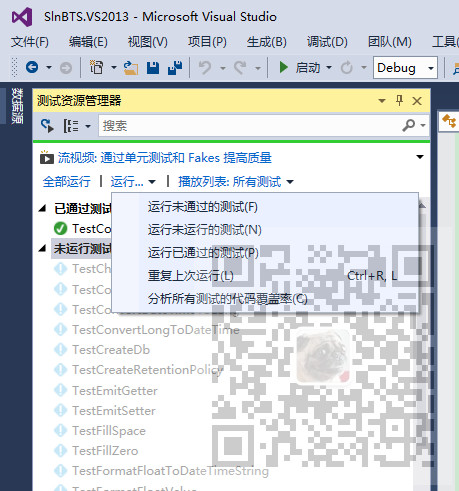 SlnBTS.VS2013 - Microsoft Visual Studio
文件(F) 编辑(E) 视图(V) 项目(P) 生成(B) 调试(D) 团队(M) 工具(
启动 Debug
数据源
测试资源管理器
搜索
流视频: 通过单元测试和 Fakes 提高质量
全部运行 | 运行... | 播放列表: 所有测试
已通过测试
TestCo
未运行测试
运行未通过的测试(F)
运行未运行的测试(N)
运行已通过的测试(P)
重复上次运行(L) Ctrl+R, L
分析所有测试的代码覆盖率(C)
TestCh
TestCo
TestConvertLongToDateTime
TestCreateDb
TestCreateRetentionPolicy
TestEmitGetter
TestEmitSetter
TestFillSpace
TestFillZero
TestFormatFloatToDateTimeString
TestFormatFloatValue